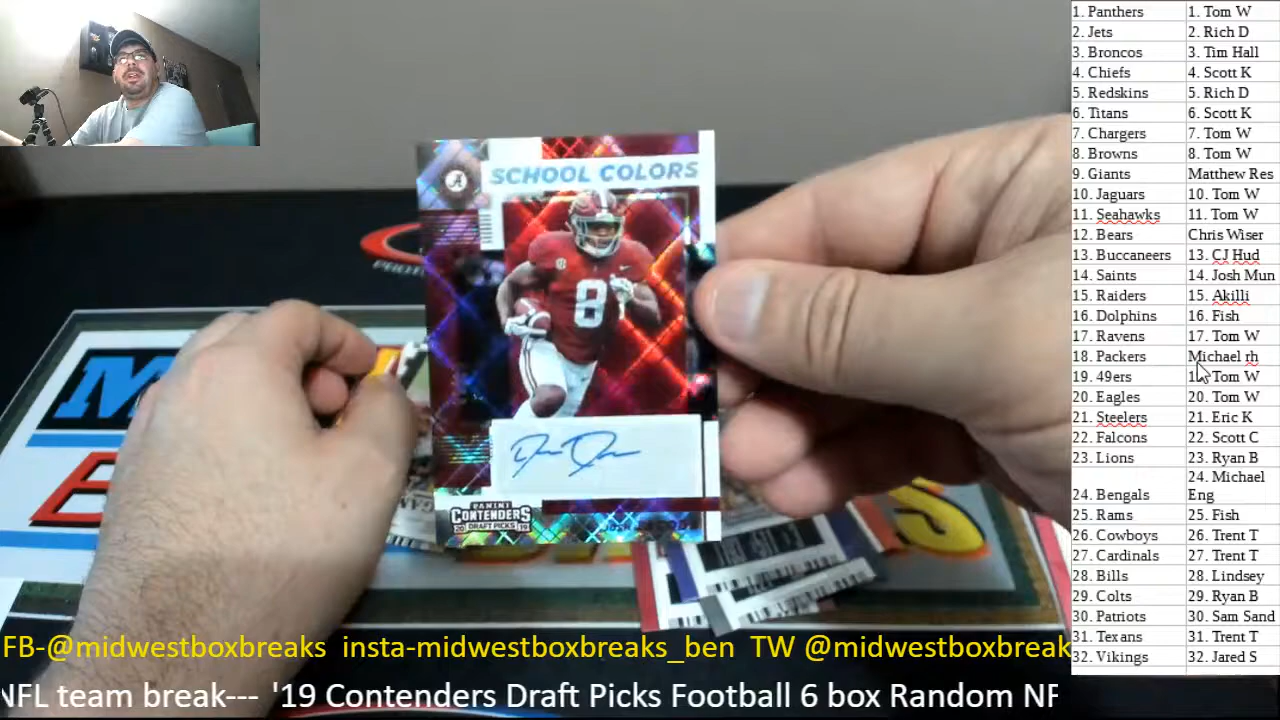 1. Panthers 1. Tom W
2. Jets 2. Rich D
3. Broncos 3. Tim Hall
4. Chiefs 4. Scott K
5. Redskins 5. Rich D
6. Titans 6. Scott K
7. Chargers 7. Tom W
8. Browns 8. Tom W
9. Giants Matthew Res
10. Jaguars 10. Tom W
11. Seahawks 11. Tom W
12. Bears Chris Wiser
13. Buccaneers 13. CJ Hud
14. Saints 14. Josh Mun
15. Raiders 15. Akilli
16. Dolphins 16. Fish
17. Ravens 17. Tom W
18. Packers Michael rh
19. 49ers Tom W
20. Eagles 20. Tom W
21. Steelers 21. Eric K
22. Falcons 22. Scott C
23. Lions 23. Ryan B
24. Michael
24. Bengals Eng
25. Rams 25. Fish
26. Cowboys 26. Trent T
27. Cardinals 27. Trent T
28. Bills 28. Lindsey
29. Colts 29. Ryan B
30. Patriots 30. Sam Sand
31. Texans 31. Trent T
32. Vikings 32. Jared S
SCHOOL COLORS
A
8
PANINI
CONTENDERS
DRAFT PICKS
2019
FB-@midwestboxbreaks insta-midwestboxbreaks_ben TW @midwestboxbreak
NFL team break--- '19 Contenders Draft Picks Football 6 box Random NF